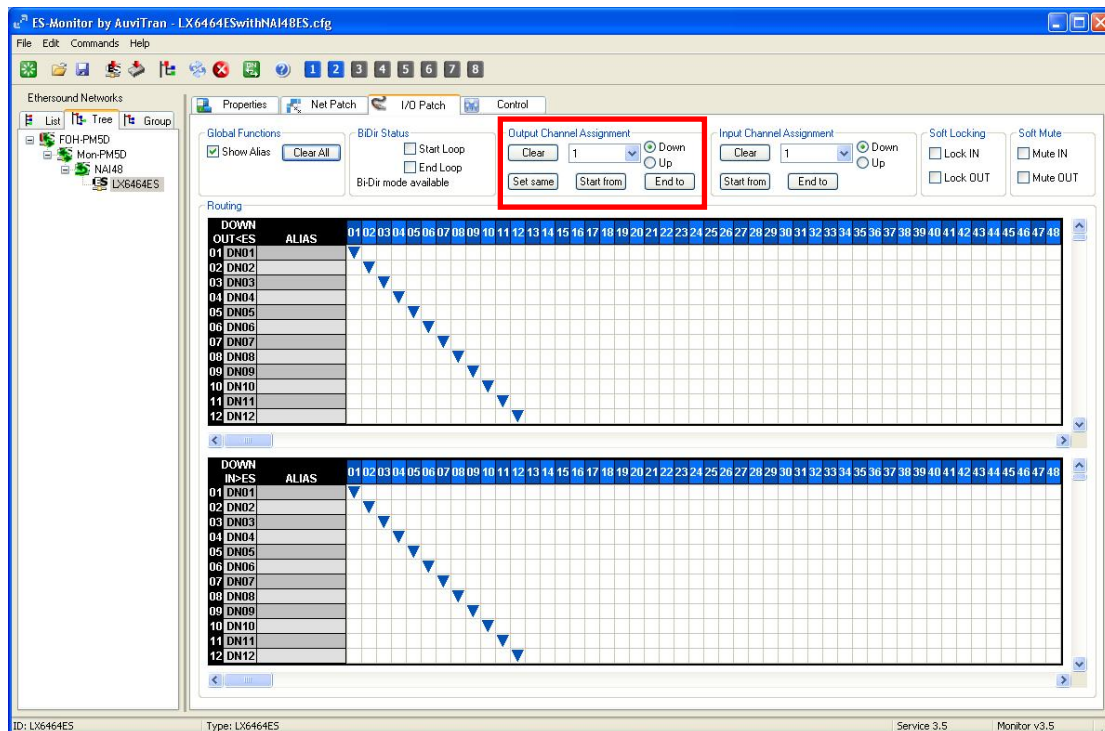 ES-Monitor by AuviTran - LX6464ESwithNAI48ES.cfg
File Edit Commands Help
1 2 3 4 5 6 7 8
Ethersound Networks
List Tree Group
FOH-PM5D
Mon-PM5D
NAI48
LX6464ES
Properties Net Patch I/O Patch Control
Global Functions
Show Alias Clear All
BiDir Status
Start Loop
End Loop
Bi-Dir mode available
Output Channel Assignment
Clear 1 Down
Up
Set same Start from End to
Input Channel Assignment
Clear 1 Down
Up
Start from End to
Soft Locking
Lock IN
Lock OUT
Soft Mute
Mute IN
Mute OUT
Routing
DOWN
OUT<ES ALIAS 01 02 03 04 05 06 07 08 09 10 11 12 13 14 15 16 17 18 19 20 21 22 23 24 25 26 27 28 29 30 31 32 33 34 35 36 37 38 39 40 41 42 43 44 45 46 47 48
01 DN01
02 DN02
03 DN03
04 DN04
05 DN05
06 DN06
07 DN07
08 DN08
09 DN09
10 DN10
11 DN11
12 DN12
DOWN
IN>ES ALIAS 01 02 03 04 05 06 07 08 09 10 11 12 13 14 15 16 17 18 19 20 21 22 23 24 25 26 27 28 29 30 31 32 33 34 35 36 37 38 39 40 41 42 43 44 45 46 47 48
01 DN01
02 DN02
03 DN03
04 DN04
05 DN05
06 DN06
07 DN07
08 DN08
09 DN09
10 DN10
11 DN11
12 DN12
ID: LX6464ES Type: LX6464ES Service 3.5 Monitor v3.5